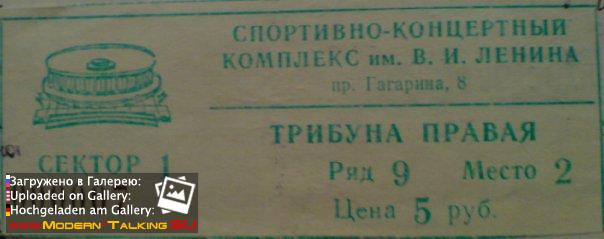 СПОРТИВНО-КОНЦЕРТНЫЙ
КОМПЛЕКС им. В. И. ЛЕНИНА
пр. Гагарина, 8
ТРИБУНА ПРАВАЯ
СЕКТОР 1
Ряд 9 Место 2
Цена 5 руб.
Загружено в Галерею:
Uploaded on Gallery:
Hochgeladen am Gallery:
www.Modern Talking.SU